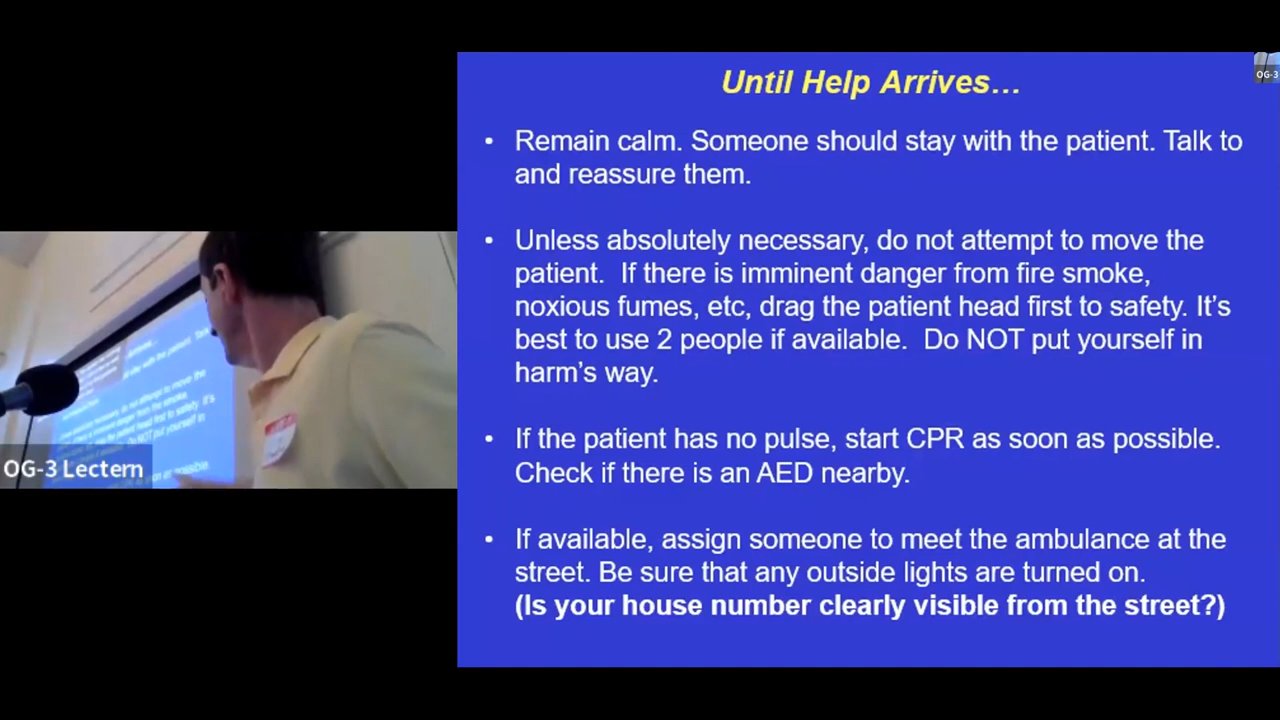 Until Help Arrives…
• Remain calm. Someone should stay with the patient. Talk to
and reassure them.
• Unless absolutely necessary, do not attempt to move the
patient.  If there is imminent danger from fire smoke,
noxious fumes, etc, drag the patient head first to safety. It’s
best to use 2 people if available.  Do NOT put yourself in
harm’s way.
• If the patient has no pulse, start CPR as soon as possible.
Check if there is an AED nearby.
• If available, assign someone to meet the ambulance at the
street. Be sure that any outside lights are turned on.
(Is your house number clearly visible from the street?)
OG-3 Lectern
OG-3